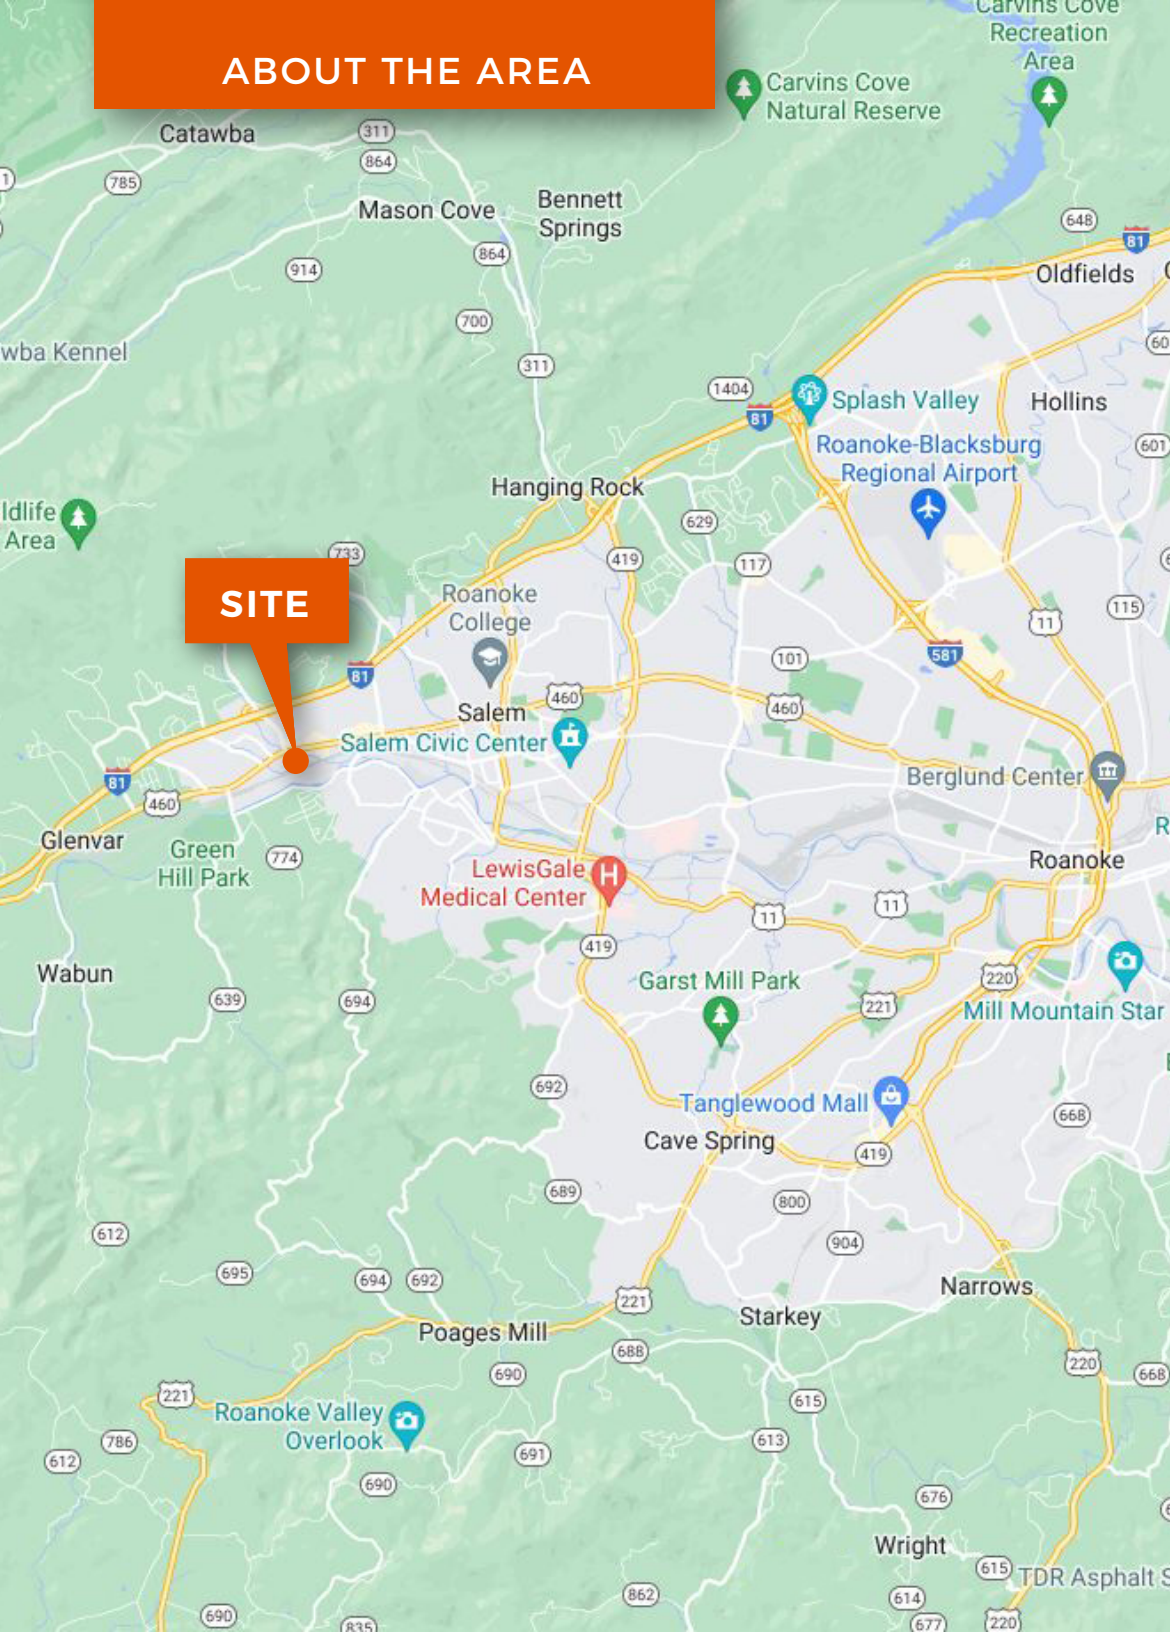 ABOUT THE AREA
Carvins Cove
Recreation
Area
Carvins Cove
Natural Reserve
Catawba
311
864
785
1
Mason Cove
Bennett
Springs
648
864
81
914
Oldfields
700
60
wba Kennel
311
1404
Splash Valley
Hollins
81
Roanoke-Blacksburg
Regional Airport
601
Hanging Rock
ldlife
Area
629
733
419
117
SITE
Roanoke
College
115
11
581
101
81
460
460
Salem
Salem Civic Center
Berglund Center
81
460
R
Glenvar
Green
Hill Park
774
Roanoke
LewisGale
Medical Center
H
11
11
419
Wabun
Garst Mill Park
220
639
694
221
Mill Mountain Star
692
Tanglewood Mall
668
Cave Spring
419
689
800
612
904
695
694
692
Narrows
221
Starkey
Poages Mill
688
220
690
668
221
615
Roanoke Valley
Overlook
786
613
612
691
690
676
Wright
615
TDR Asphalt S
862
614
690
835
677
220